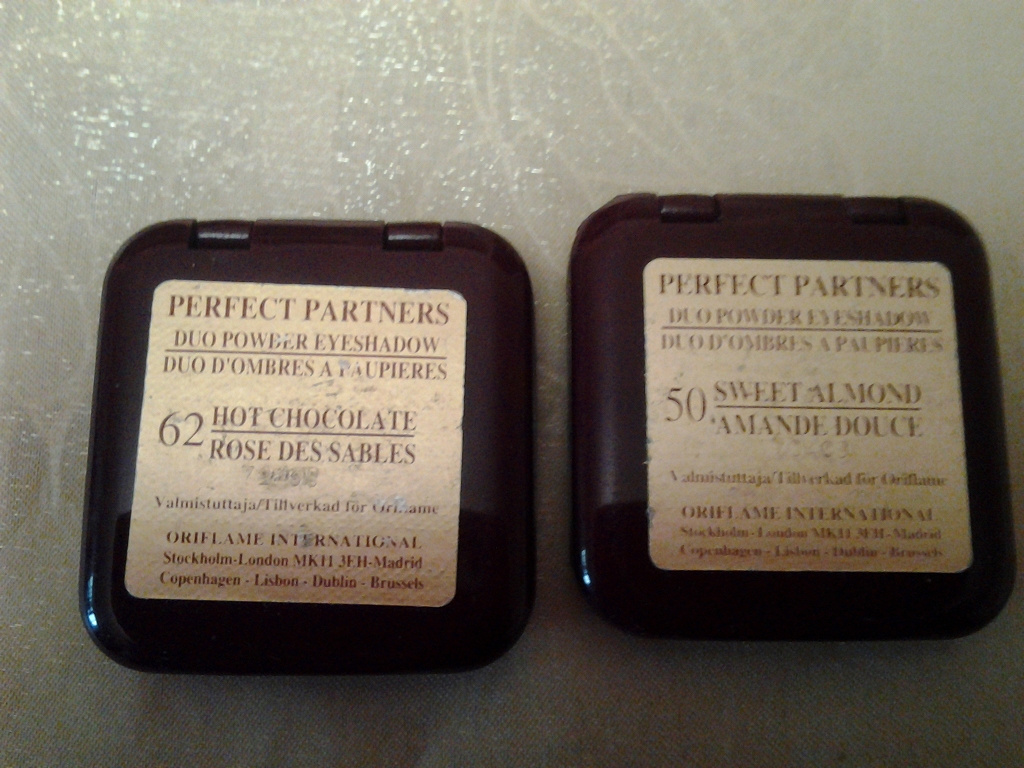 PERFECT PARTNERS
DUO POWDER EYESHADOW
DUO D'OMBRES A PAUPIERES
62 HOT CHOCOLATE
ROSE DES SABLES
Valmistuttaja/Tillverkad för Oriflame
ORIFLAME INTERNATIONAL
Stockholm-London MK11 3EH-Madrid
Copenhagen - Lisbon - Dublin - Brussels
PERFECT PARTNERS
DUO POWDER EYESHADOW
DUO D'OMBRES A PAUPIERES
50 SWEET ALMOND
AMANDE DOUCE
Valmistuttaja/Tillverkad för Oriflame
ORIFLAME INTERNATIONAL
Stockholm-London MK11 3EH-Madrid
Copenhagen - Lisbon - Dublin - Brussels